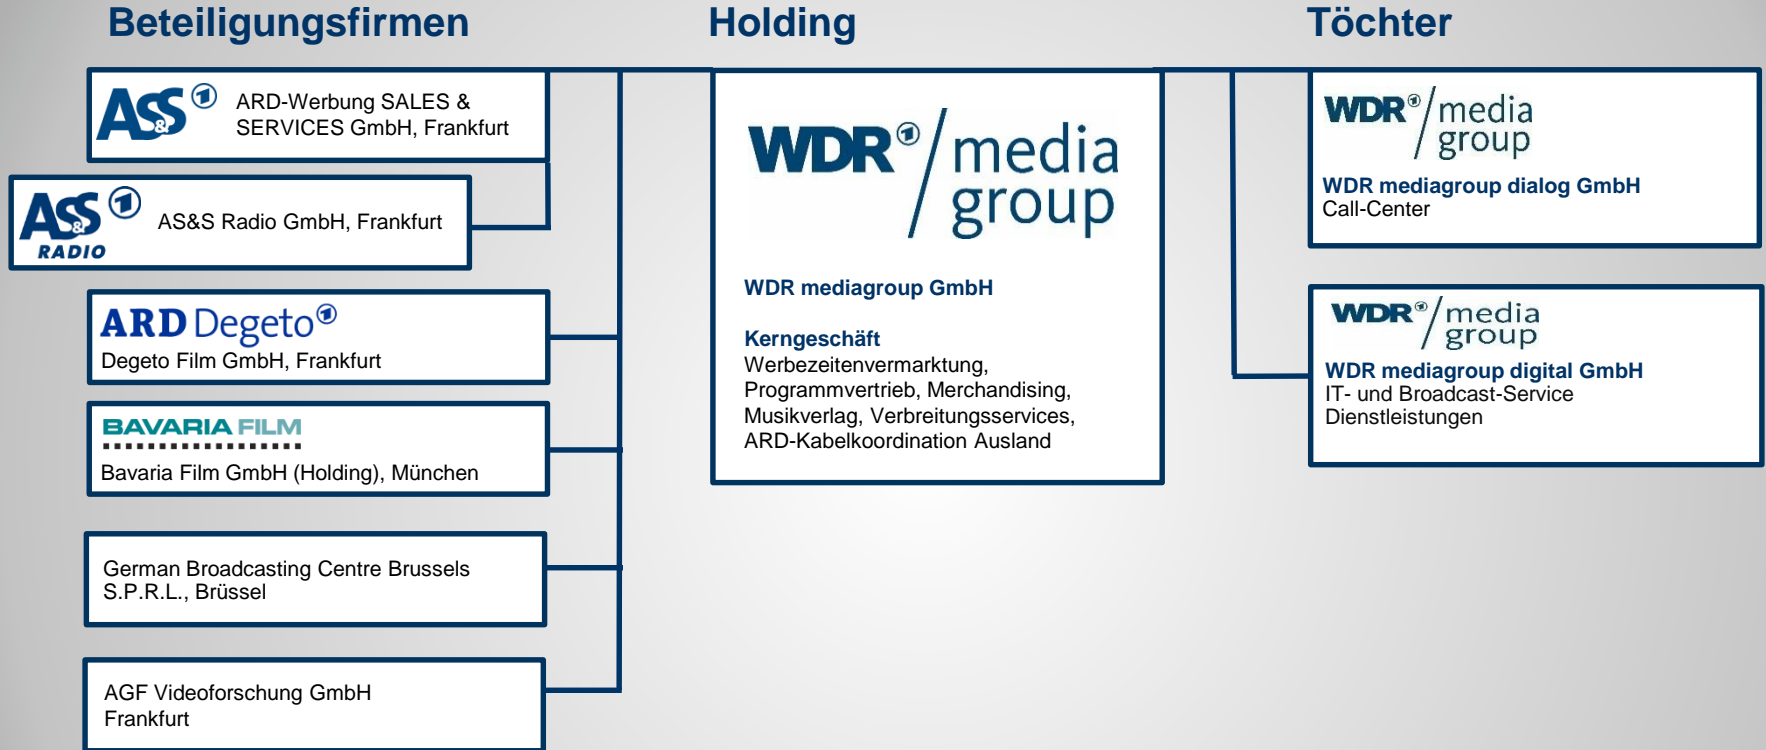 Beteiligungsfirmen
Holding
Töchter
AS&S
ARD-Werbung SALES &
SERVICES GmbH, Frankfurt
AS&S
RADIO
AS&S Radio GmbH, Frankfurt
ARD Degeto
Degeto Film GmbH, Frankfurt
BAVARIA FILM
Bavaria Film GmbH (Holding), München
German Broadcasting Centre Brussels
S.P.R.L., Brüssel
AGF Videoforschung GmbH
Frankfurt
WDR / media
group
WDR mediagroup GmbH
Kerngeschäft
Werbezeitenvermarktung,
Programmvertrieb, Merchandising,
Musikverlag, Verbreitungsservices,
ARD-Kabelkoordination Ausland
WDR / media
group
WDR mediagroup dialog GmbH
Call-Center
WDR / media
group
WDR mediagroup digital GmbH
IT- und Broadcast-Service
Dienstleistungen